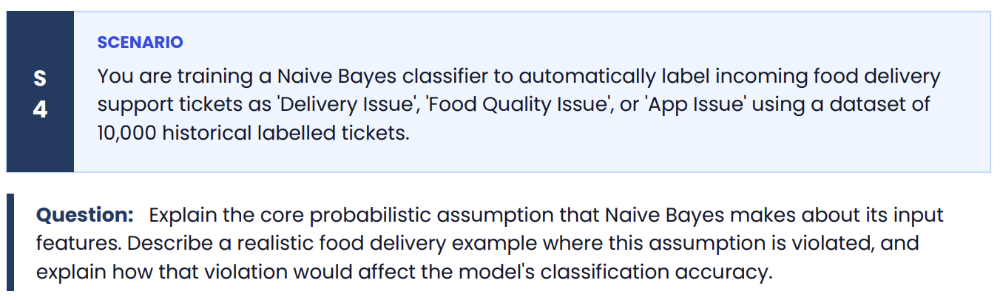 S
4
SCENARIO
You are training a Naive Bayes classifier to automatically label incoming food delivery
support tickets as 'Delivery Issue', 'Food Quality Issue', or 'App Issue' using a dataset of
10,000 historical labelled tickets.
Question: Explain the core probabilistic assumption that Naive Bayes makes about its input
features. Describe a realistic food delivery example where this assumption is violated, and
explain how that violation would affect the model's classification accuracy.